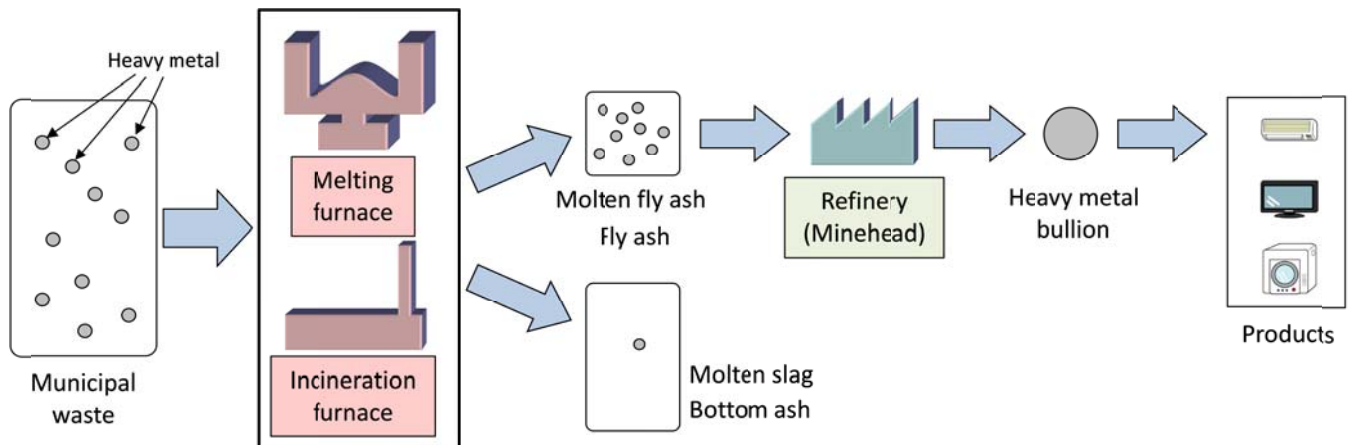 Heavy metal
Municipal
waste
Melting
furnace
Incineration
furnace
Molten fly ash
Fly ash
Molten slag
Bottom ash
Refinery
(Minehead)
Heavy metal
bullion
Products